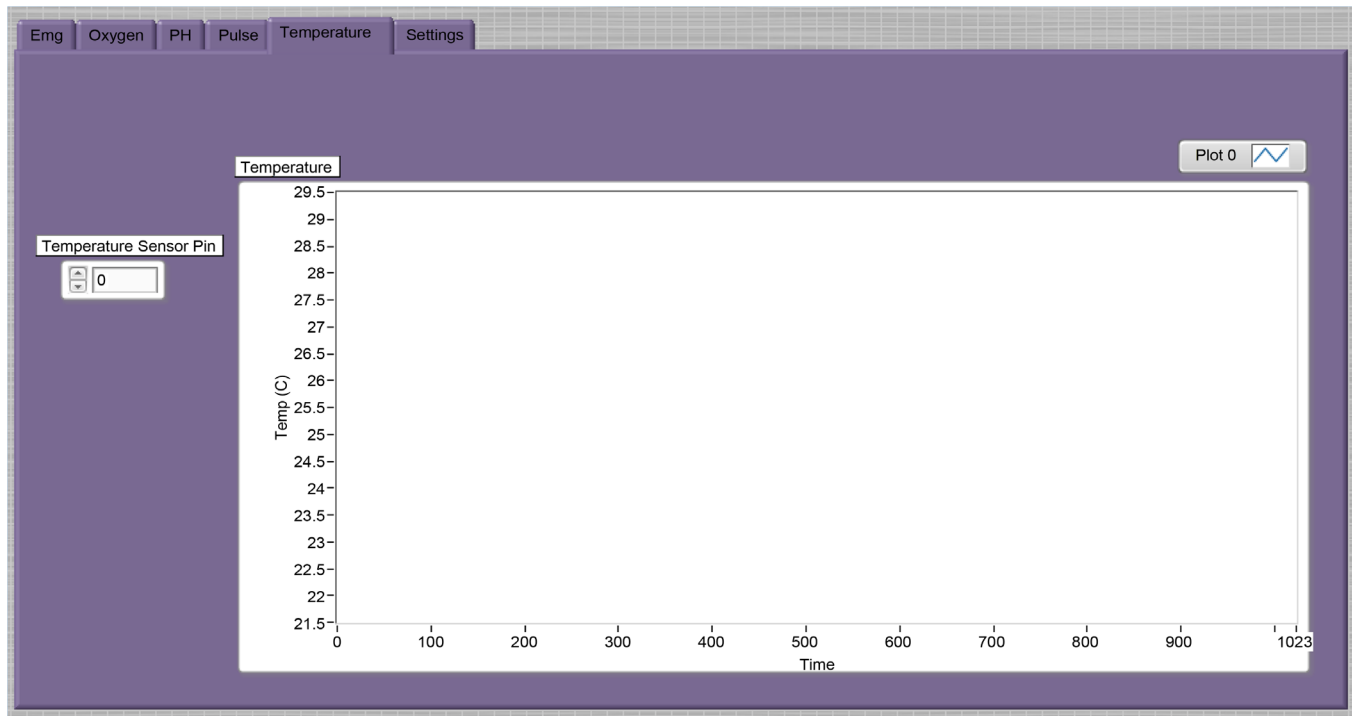 Emg Oxygen PH Pulse Temperature Settings
Plot 0
Temperature
Temperature Sensor Pin
0
Temp (C)
29.5
29
28.5
28
27.5
27
26.5
26
25.5
25
24.5
24
23.5
23
22.5
22
21.5
0 100 200 300 400 500 600 700 800 900 1023
Time